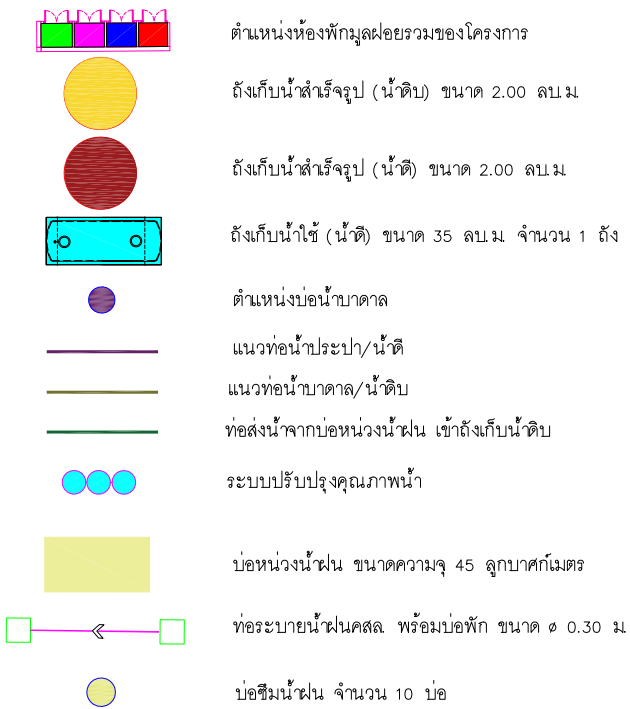 ตำแหน่งห้องพักมูลฝอยรวมของโครงการ
ถังเก็บน้ำสำเร็จรูป (น้ำดิบ) ขนาด 2.00 ลบ.ม.
ถังเก็บน้ำสำเร็จรูป (น้ำดี) ขนาด 2.00 ลบ.ม.
ถังเก็บน้ำใช้ (น้ำดี) ขนาด 35 ลบ.ม. จำนวน 1 ถัง
ตำแหน่งบ่อน้ำบาดาล
แนวท่อน้ำประปา/น้ำดี
แนวท่อน้ำบาดาล/น้ำดิบ
ท่อส่งน้ำจากบ่อหน่วงน้ำฝน เข้าถังเก็บน้ำดิบ
ระบบปรับปรุงคุณภาพน้ำ
บ่อหน่วงน้ำฝน ขนาดความจุ 45 ลูกบาศก์เมตร
ท่อระบายน้ำฝนคสล. พร้อมบ่อพัก ขนาด ø 0.30 ม.
บ่อซึมน้ำฝน จำนวน 10 บ่อ